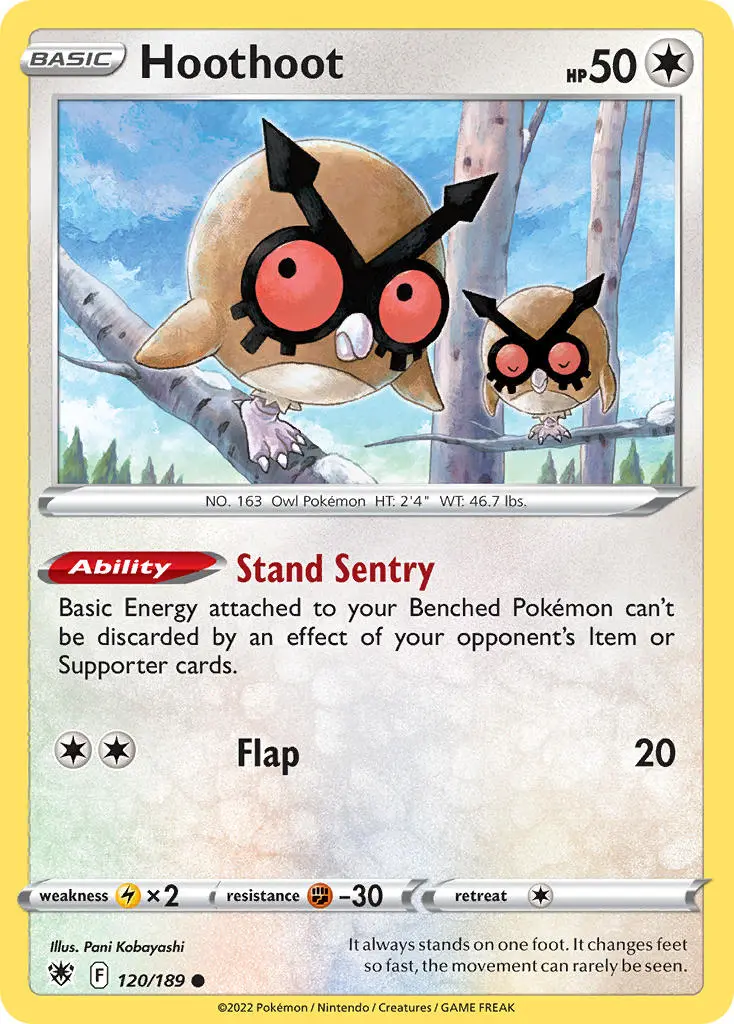 BASIC Hoothoot HP 50
NO. 163 Owl Pokémon HT: 2'4" WT: 46.7 lbs.
Ability Stand Sentry
Basic Energy attached to your Benched Pokémon can't
be discarded by an effect of your opponent's Item or
Supporter cards.
Flap 20
weakness ×2 resistance -30 retreat
Illus. Pani Kobayashi
It always stands on one foot. It changes feet
so fast, the movement can rarely be seen.
F 120/189
©2022 Pokémon / Nintendo / Creatures / GAME FREAK